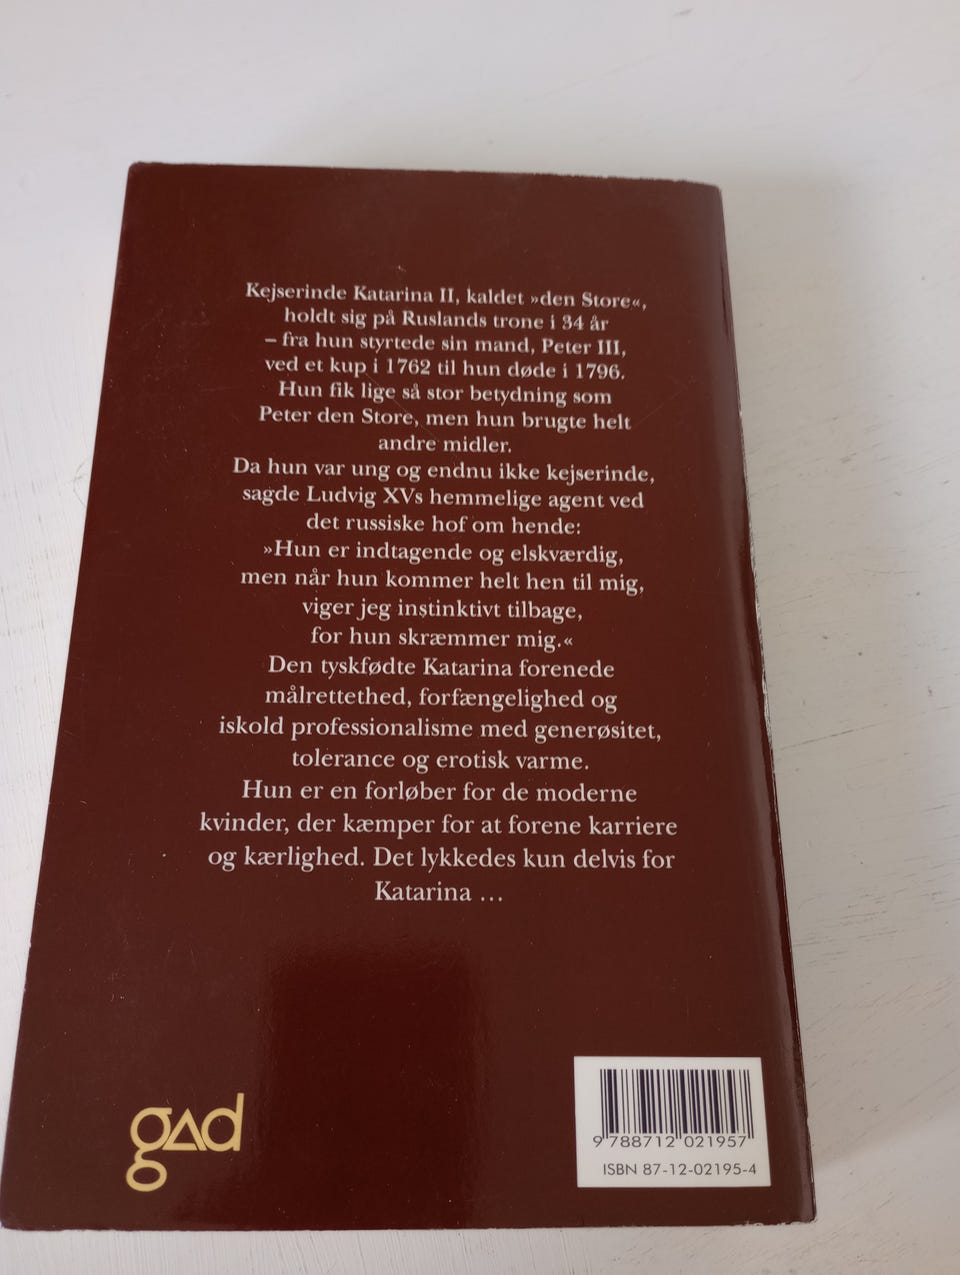 Kejserinde Katarina II, kaldet »den Store«,
holdt sig på Ruslands trone i 34 år
– fra hun styrtede sin mand, Peter III,
ved et kup i 1762 til hun døde i 1796.
Hun fik lige så stor betydning som
Peter den Store, men hun brugte helt
andre midler.
Da hun var ung og endnu ikke kejserinde,
sagde Ludvig XVs hemmelige agent ved
det russiske hof om hende:
»Hun er indtagende og elskværdig,
men når hun kommer helt hen til mig,
viger jeg instinktivt tilbage,
for hun skræmmer mig.«
Den tyskfødte Katarina forenede
målrettethed, forfængelighed og
iskold professionalisme med generøsitet,
tolerance og erotisk varme.
Hun er en forløber for de moderne
kvinder, der kæmper for at forene karriere
og kærlighed. Det lykkedes kun delvis for
Katarina ...
gad
9 788712 021957
ISBN 87-12-02195-4